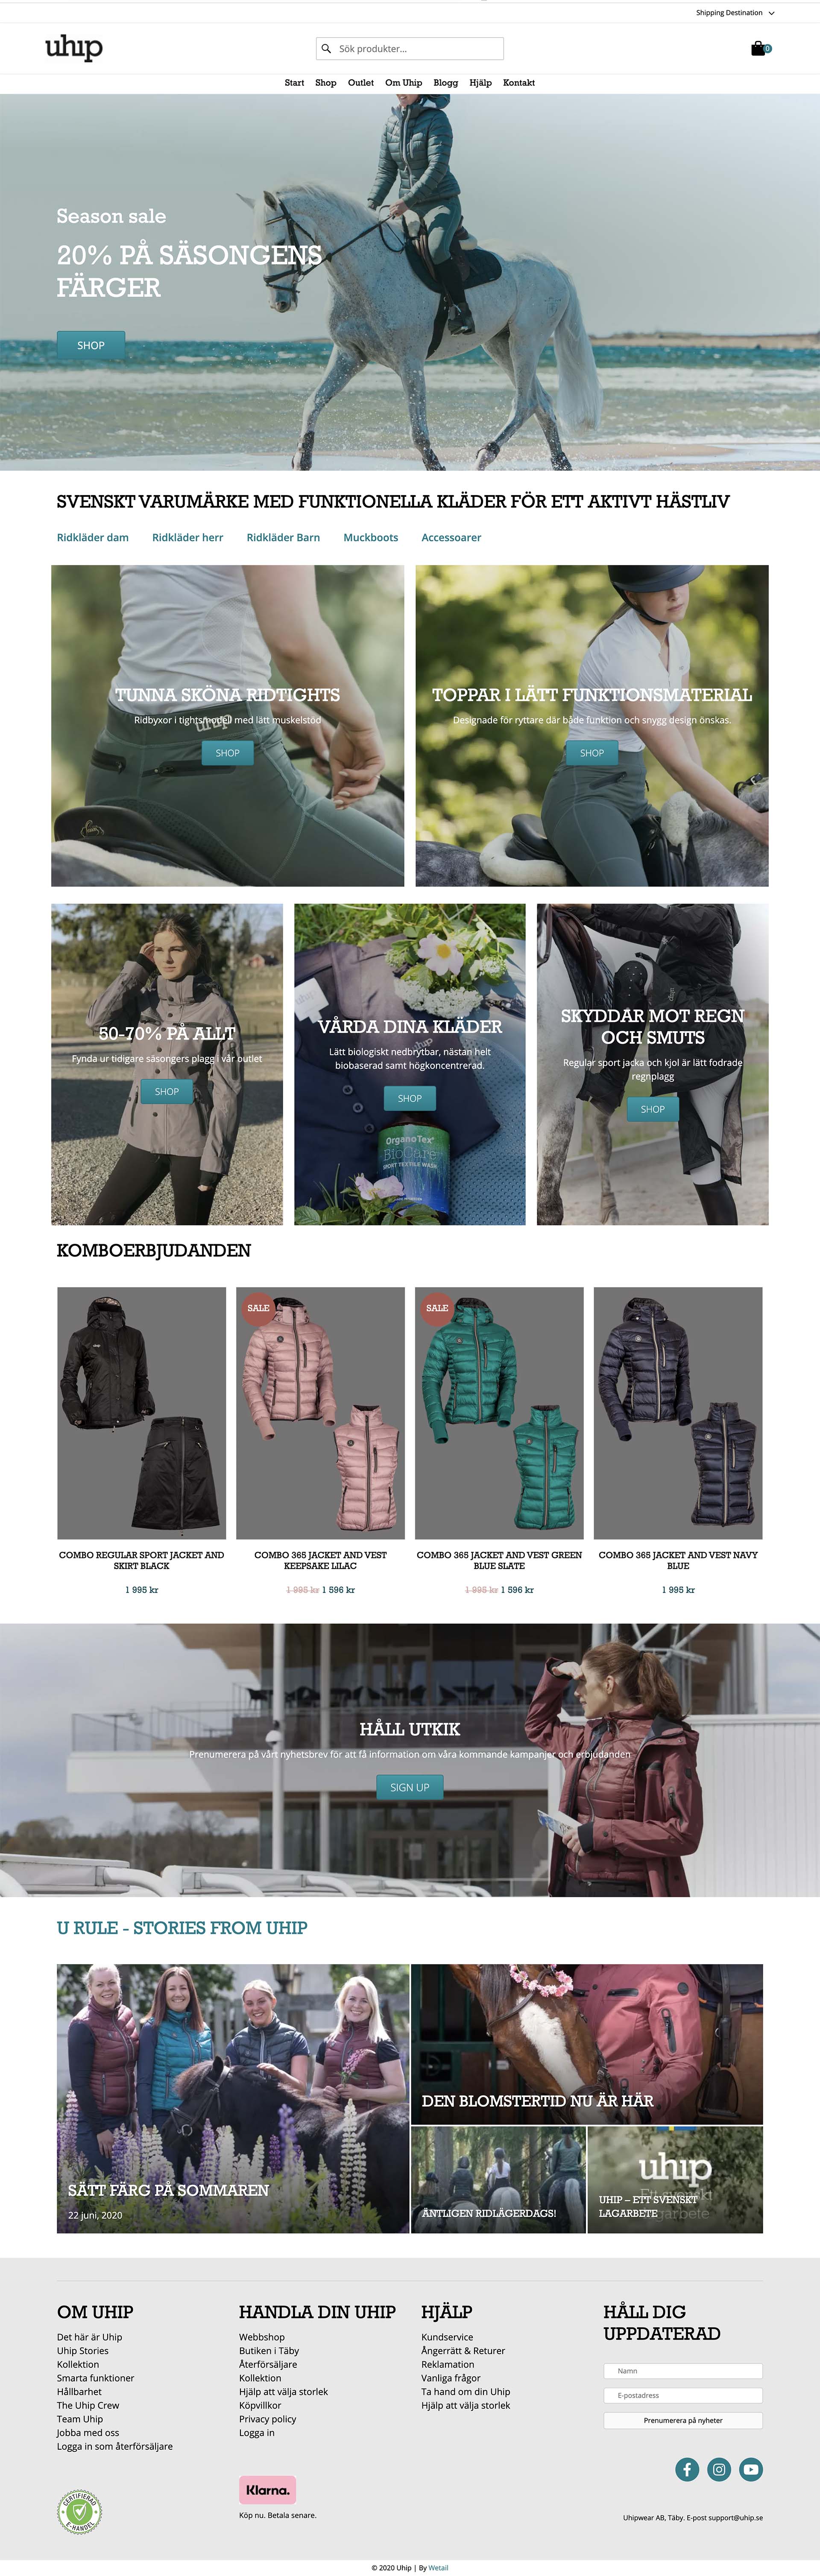 Shipping Destination
uhip
Sök produkter...
0
Start Shop Outlet Om Uhip Blogg Hjälp Kontakt
Season sale
20% PÅ SÄSONGENS
FÄRGER
SHOP
SVENSKT VARUMÄRKE MED FUNKTIONELLA KLÄDER FÖR ETT AKTIVT HÄSTLIV
Ridkläder dam Ridkläder herr Ridkläder Barn Muckboots Accessoarer
TUNNA SKÖNA RIDTIGHTS
Ridbyxor i tightsmodell med lätt muskelstöd
uhip
SHOP
TOPPAR I LÄTT FUNKTIONSMATERIAL
Designade för ryttare där både funktion och snygg design önskas.
SHOP
50-70% PÅ ALLT
Fynda ur tidigare säsongers plagg i vår outlet
SHOP
VÅRDA DINA KLÄDER
Lätt biologiskt nedbrytbar, nästan helt
biobaserad samt högkoncentrerad.
SHOP
OrganoTex
BioCare
SPORT TEXTILE WASH
SKYDDAR MOT REGN
OCH SMUTS
Regular sport jacka och kjol är lätt fodrade
regnplagg
SHOP
KOMBOERBJUDANDEN
SALE
SALE
COMBO REGULAR SPORT JACKET AND
SKIRT BLACK
1 995 kr
COMBO 365 JACKET AND VEST
KEEPSAKE LILAC
1 995 kr 1 596 kr
COMBO 365 JACKET AND VEST GREEN
BLUE SLATE
1 995 kr 1 596 kr
COMBO 365 JACKET AND VEST NAVY
BLUE
1 995 kr
HÅLL UTKIK
Prenumerera på vårt nyhetsbrev för att få information om våra kommande kampanjer och erbjudanden
SIGN UP
U RULE - STORIES FROM UHIP
SÄTT FÄRG PÅ SOMMAREN
22 juni, 2020
DEN BLOMSTERTID NU ÄR HÄR
ÄNTLIGEN RIDLÄGERDAGS!
uhip
Ett svenskt
lagarbete
UHIP – ETT SVENSKT
LAGARBETE
OM UHIP
Det här är Uhip
Uhip Stories
Kollektion
Smarta funktioner
Hållbarhet
The Uhip Crew
Team Uhip
Jobba med oss
Logga in som återförsäljare
CERTIFIERAD
E-HANDEL
HANDLA DIN UHIP
Webbshop
Butiken i Täby
Återförsäljare
Kollektion
Hjälp att välja storlek
Köpvillkor
Privacy policy
Logga in
Klarna.
Köp nu. Betala senare.
HJÄLP
Kundservice
Ångerrätt & Returer
Reklamation
Vanliga frågor
Ta hand om din Uhip
Hjälp att välja storlek
HÅLL DIG
UPPDATERAD
Namn
E-postadress
Prenumerera på nyheter
Uhipwear AB, Täby. E-post support@uhip.se
© 2020 Uhip | By Wetail